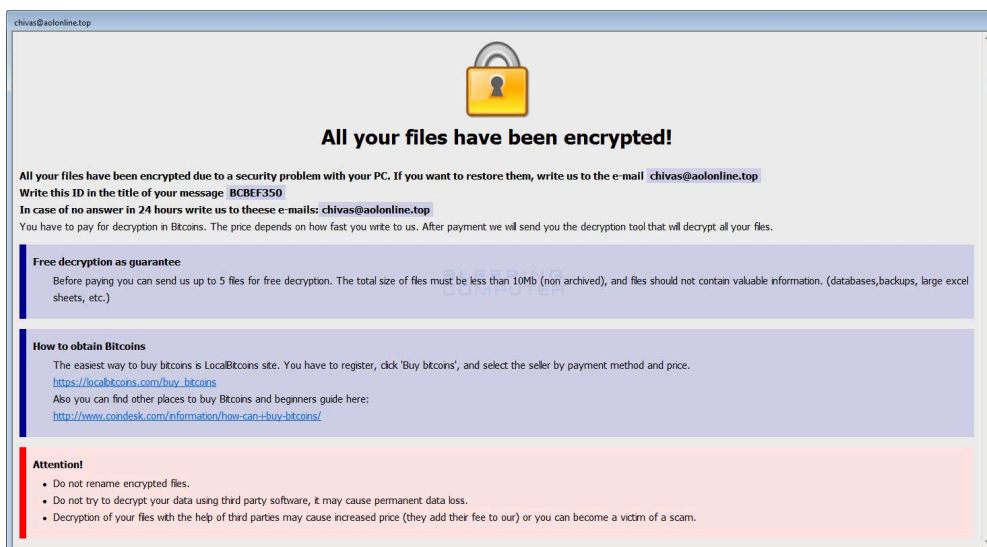 chivas@aolonline.top
All your files have been encrypted!
All your files have been encrypted due to a security problem with your PC. If you want to restore them, write us to the e-mail chivas@aolonline.top
Write this ID in the title of your message BCBEF350
In case of no answer in 24 hours write us to theese e-mails: chivas@aolonline.top
You have to pay for decryption in Bitcoins. The price depends on how fast you write to us. After payment we will send you the decryption tool that will decrypt all your files.
Free decryption as guarantee
Before paying you can send us up to 5 files for free decryption. The total size of files must be less than 10Mb (non archived), and files should not contain valuable information. (databases,backups, large excel
sheets, etc.)
BLEEPING
COMPUTER
How to obtain Bitcoins
The easiest way to buy bitcoins is LocalBitcoins site. You have to register, click 'Buy bitcoins', and select the seller by payment method and price.
https://localbitcoins.com/buy_bitcoins
Also you can find other places to buy Bitcoins and beginners guide here:
http://www.coindesk.com/information/how-can-i-buy-bitcoins/
Attention!
• Do not rename encrypted files.
• Do not try to decrypt your data using third party software, it may cause permanent data loss.
• Decryption of your files with the help of third parties may cause increased price (they add their fee to our) or you can become a victim of a scam.